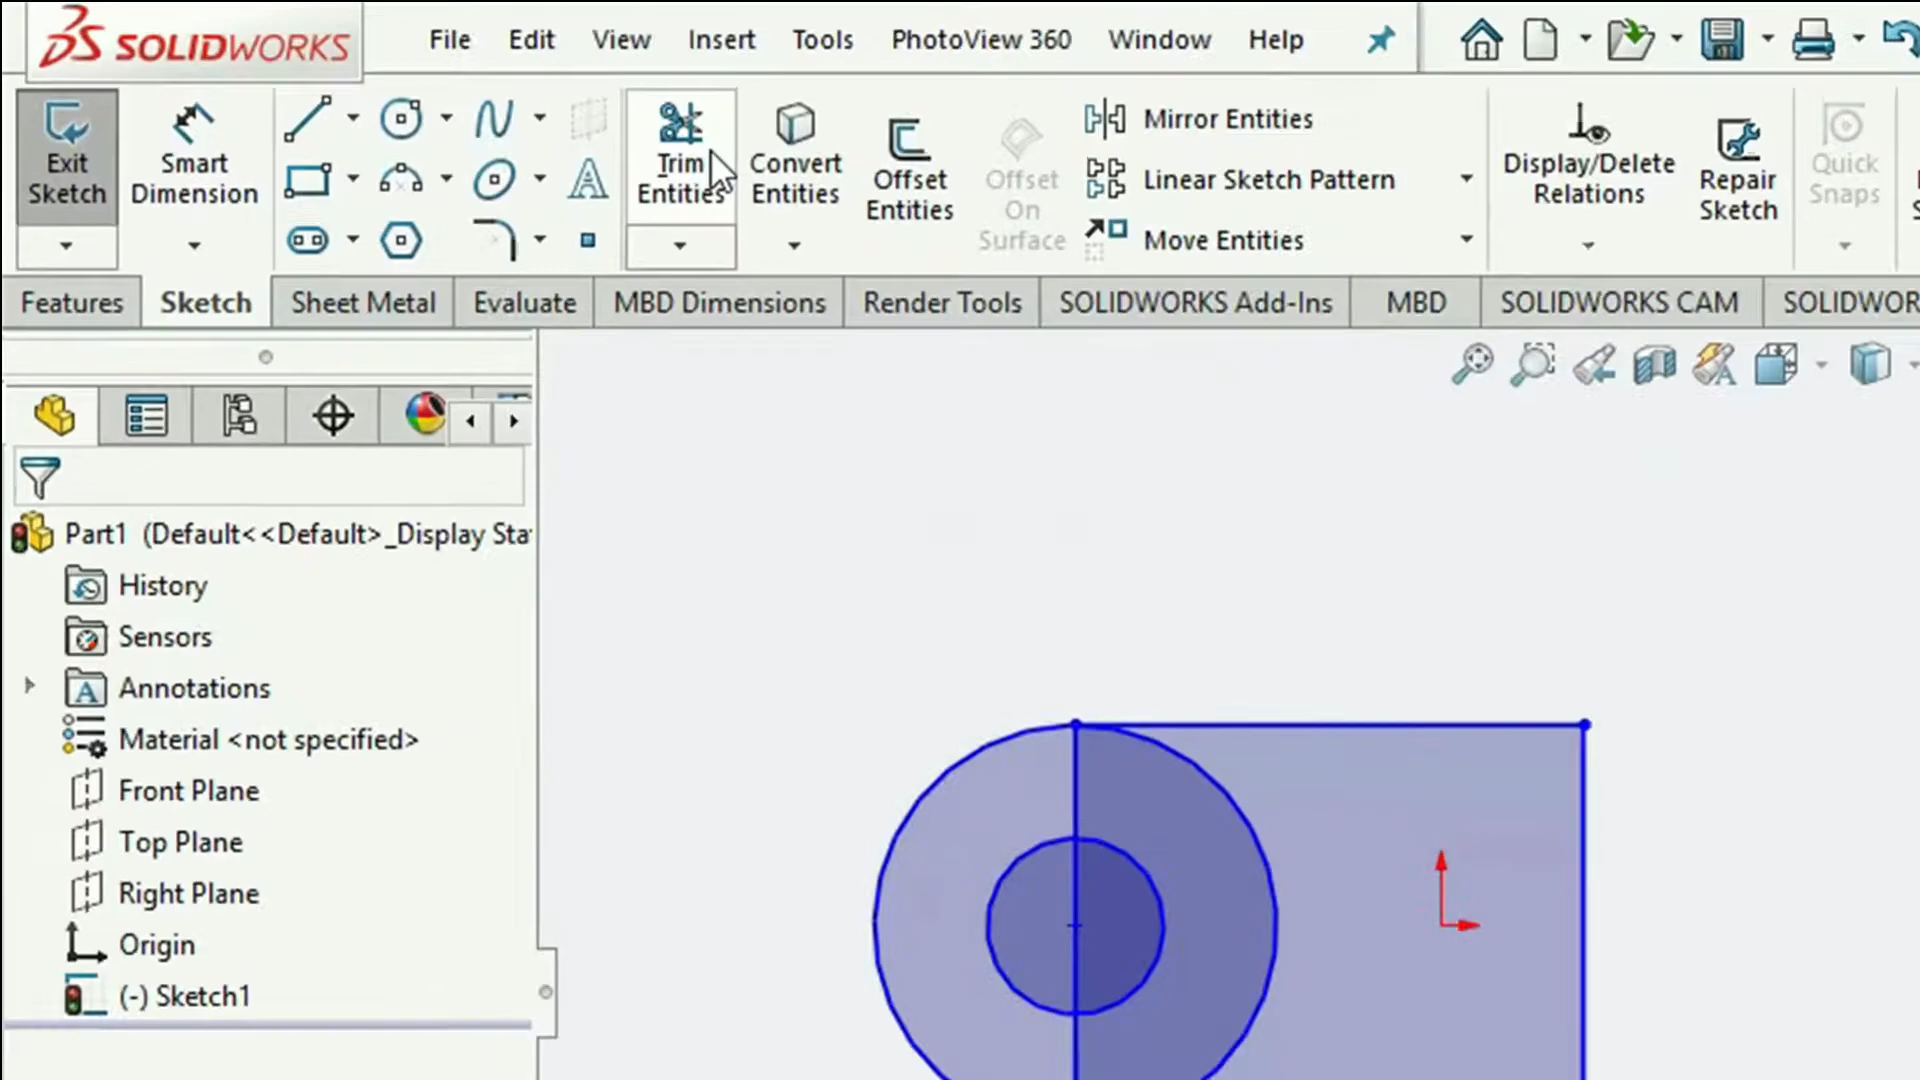 SOLIDWORKS
File Edit View Insert Tools PhotoView 360 Window Help
Exit Sketch
Smart Dimension
Trim Entities
Convert Entities
Offset Entities
Offset On Surface
Mirror Entities
Linear Sketch Pattern
Move Entities
Display/Delete Relations
Repair Sketch
Quick Snaps
Features Sketch Sheet Metal Evaluate MBD Dimensions Render Tools SOLIDWORKS Add-Ins MBD SOLIDWORKS CAM SOLIDWOR
Part1 (Default<<Default>_Display Sta
History
Sensors
Annotations
Material <not specified>
Front Plane
Top Plane
Right Plane
Origin
(-) Sketch1